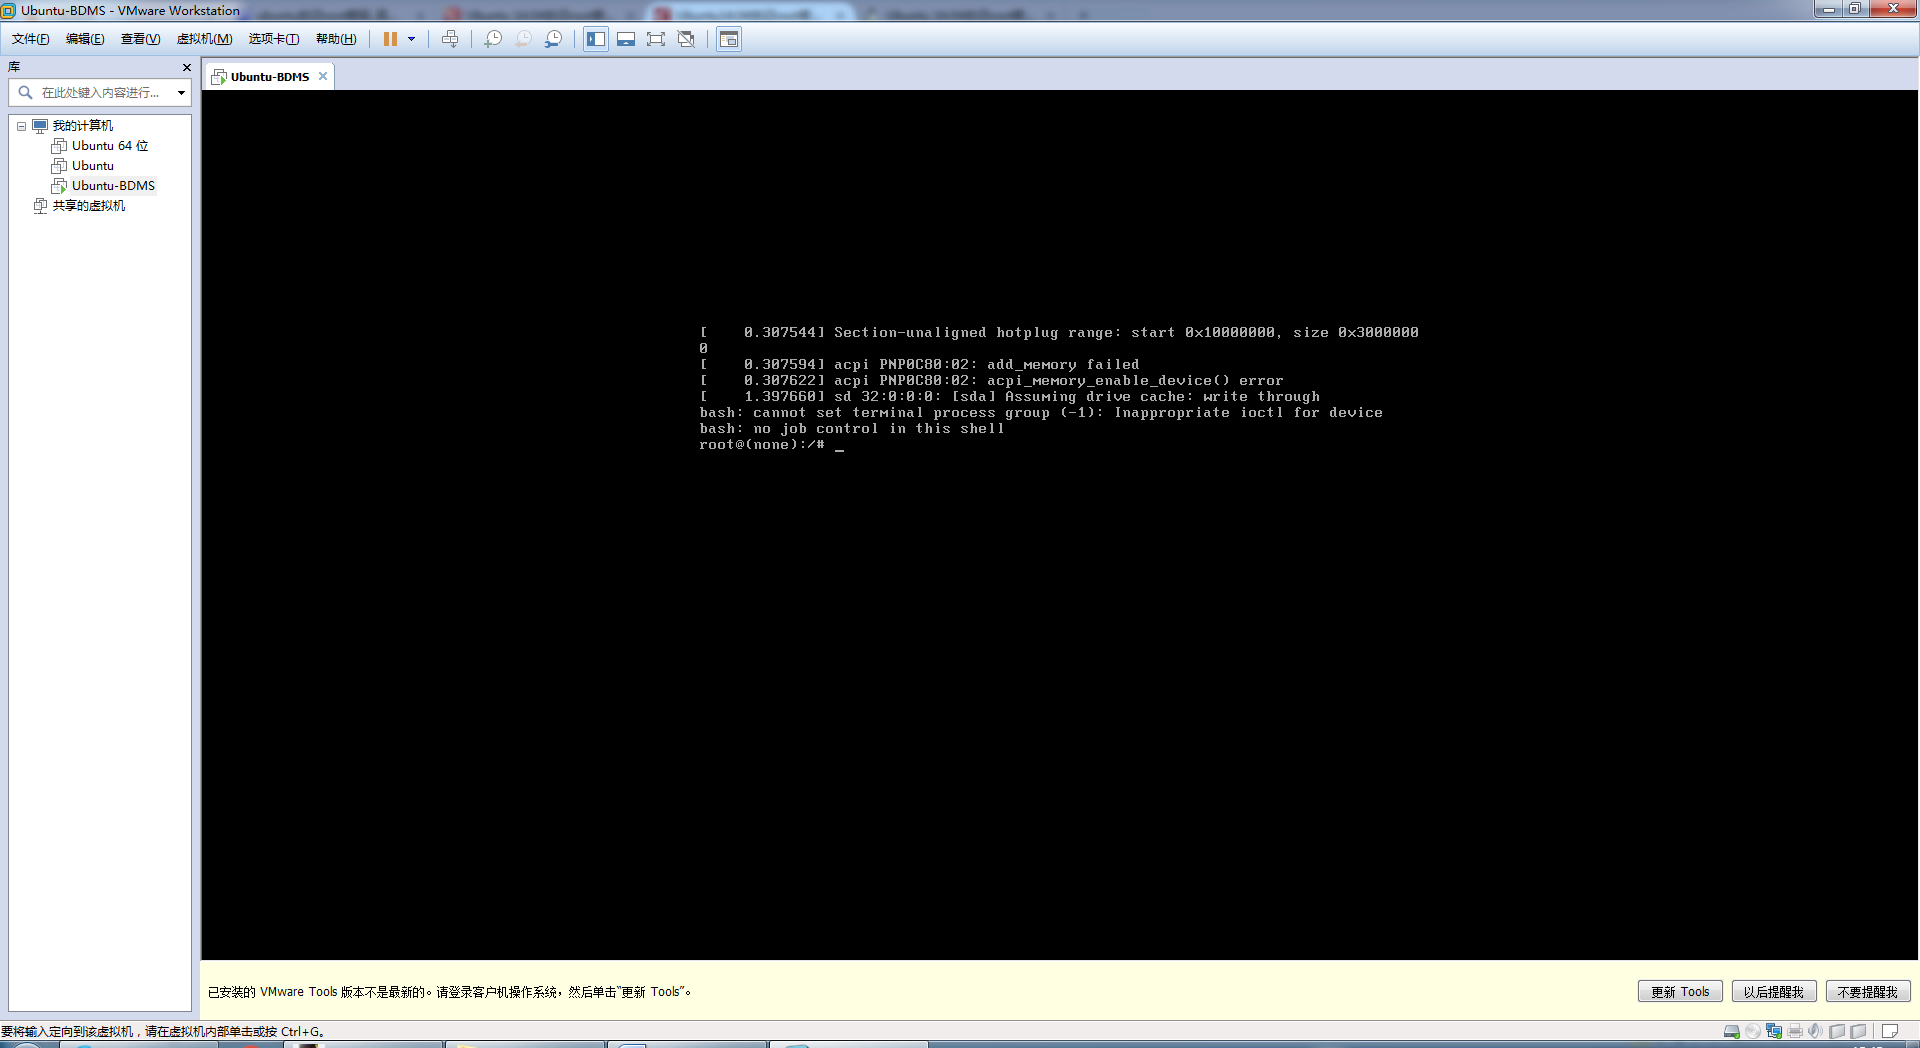 Ubuntu-BDMS - VMware Workstation
文件(F) 编辑(E) 查看(V) 虚拟机(M) 选项卡(T) 帮助(H)
库
在此处键入内容进行...
我的计算机
Ubuntu 64 位
Ubuntu
Ubuntu-BDMS
共享的虚拟机
Ubuntu-BDMS
[    0.307544] Section-unaligned hotplug range: start 0x10000000, size 0x3000000
0
[    0.307594] acpi PNP0C80:02: add_memory failed
[    0.307622] acpi PNP0C80:02: acpi_memory_enable_device() error
[    1.397660] sd 32:0:0:0: [sda] Assuming drive cache: write through
bash: cannot set terminal process group (-1): Inappropriate ioctl for device
bash: no job control in this shell
root@(none):/# _
已安装的 VMware Tools 版本不是最新的。请登录客户机操作系统，然后单击“更新 Tools”。
更新 Tools 以后提醒我 不要提醒我
要将输入定向到该虚拟机，请在虚拟机内部单击或按 Ctrl+G。